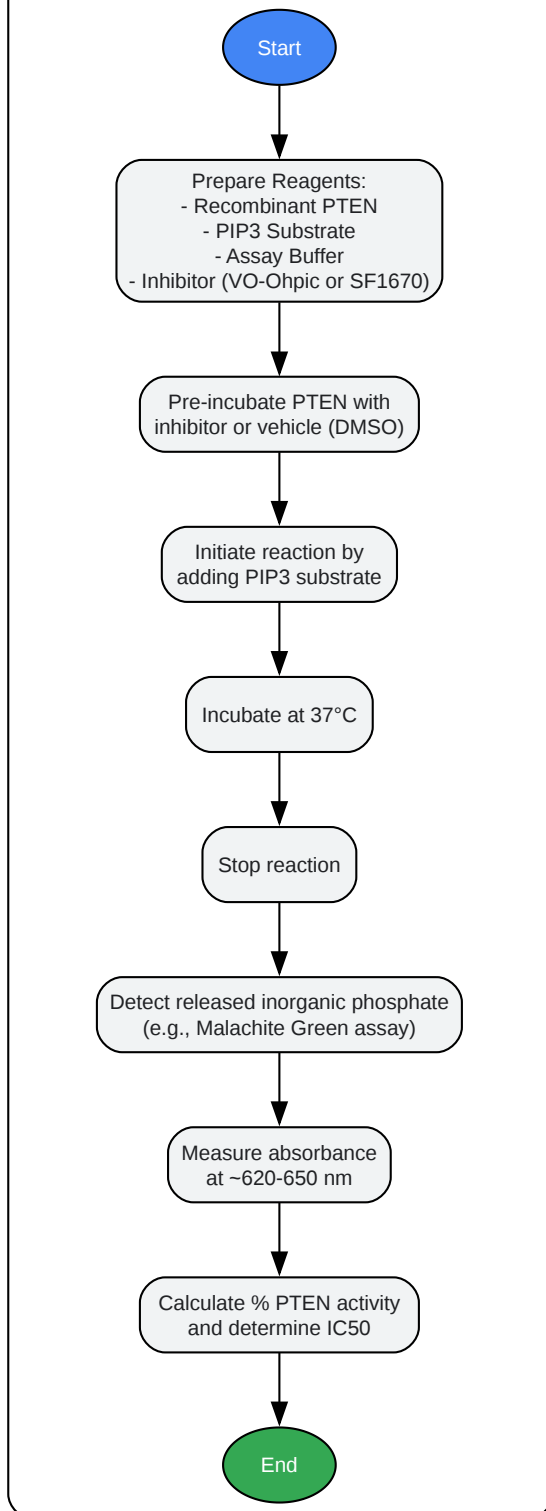 Start
Prepare Reagents:
- Recombinant PTEN
- PIP3 Substrate
- Assay Buffer
- Inhibitor (VO-Ohpic or SF1670)
Pre-incubate PTEN with
inhibitor or vehicle (DMSO)
Initiate reaction by
adding PIP3 substrate
Incubate at 37°C
Stop reaction
Detect released inorganic phosphate
(e.g., Malachite Green assay)
Measure absorbance
at ~620-650 nm
Calculate % PTEN activity
and determine IC50
End